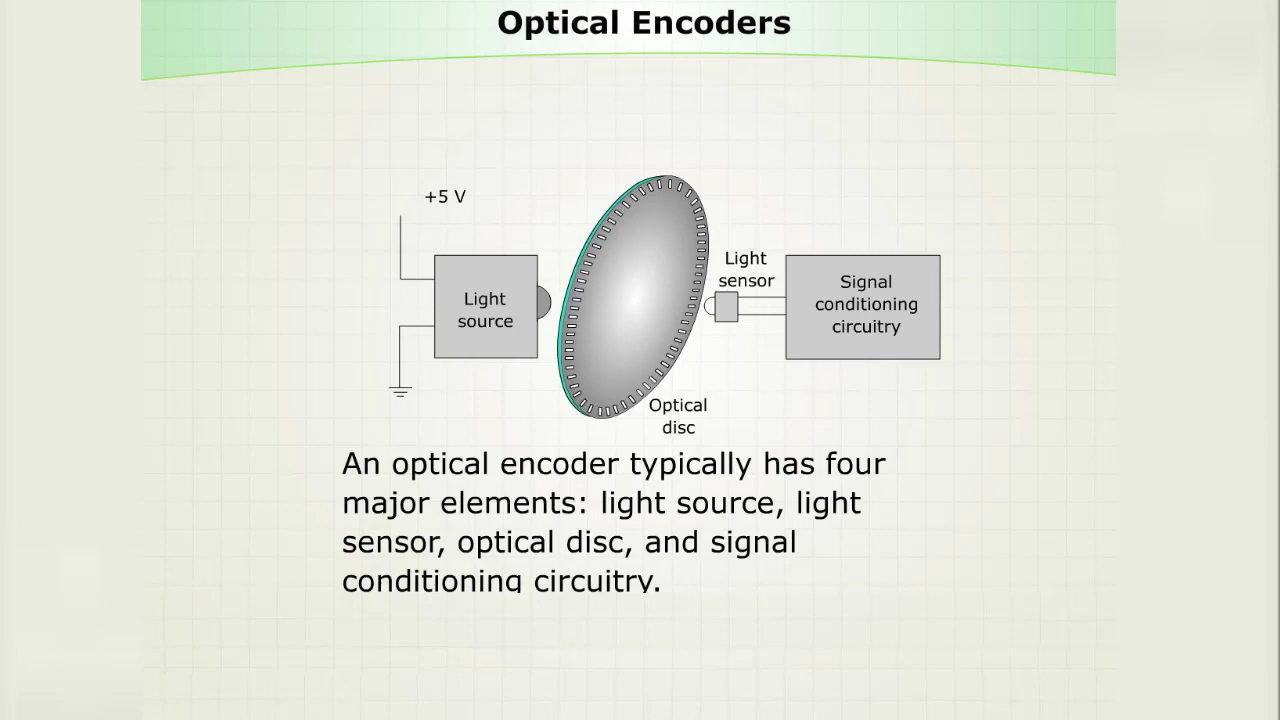 Optical Encoders
+5 V
Light
source
Light
sensor
Signal
conditioning
circuitry
Optical
disc
An optical encoder typically has four
major elements: light source, light
sensor, optical disc, and signal
conditioning circuitry.